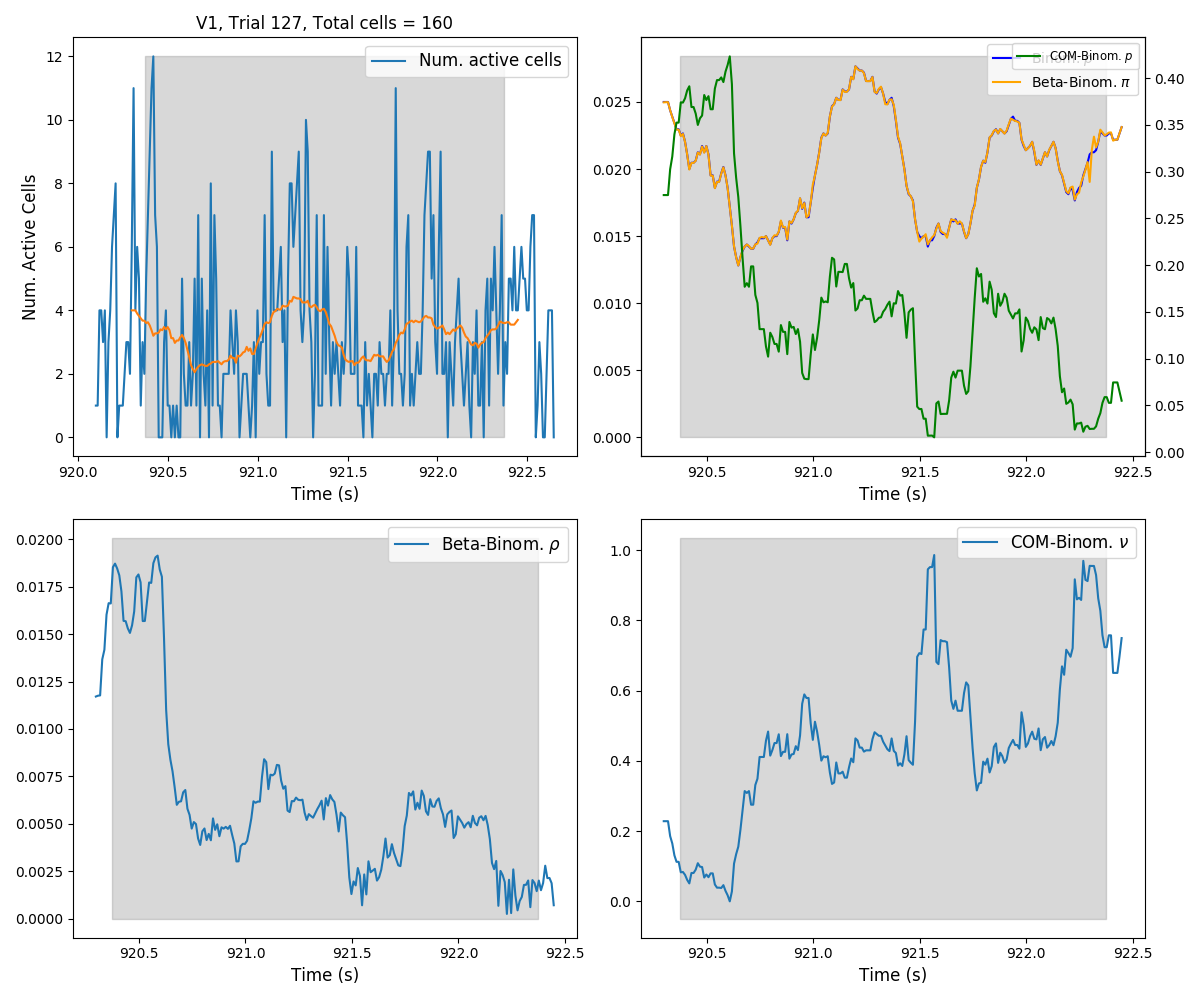 V1, Trial 127, Total cells = 160
Num. Active Cells
12
10
8
6
4
2
0
Num. active cells
920.0 920.5 921.0 921.5 922.0 922.5
Time (s)
0.025
0.020
0.015
0.010
0.005
0.000
COM-Binom. p
Beta-Binom. π
0.40
0.35
0.30
0.25
0.20
0.15
0.10
0.05
0.00
920.5 921.0 921.5 922.0 922.5
Time (s)
0.0200
0.0175
0.0150
0.0125
0.0100
0.0075
0.0050
0.0025
0.0000
Beta-Binom. ρ
920.5 921.0 921.5 922.0 922.5
Time (s)
1.0
0.8
0.6
0.4
0.2
0.0
COM-Binom. ν
920.5 921.0 921.5 922.0 922.5
Time (s)